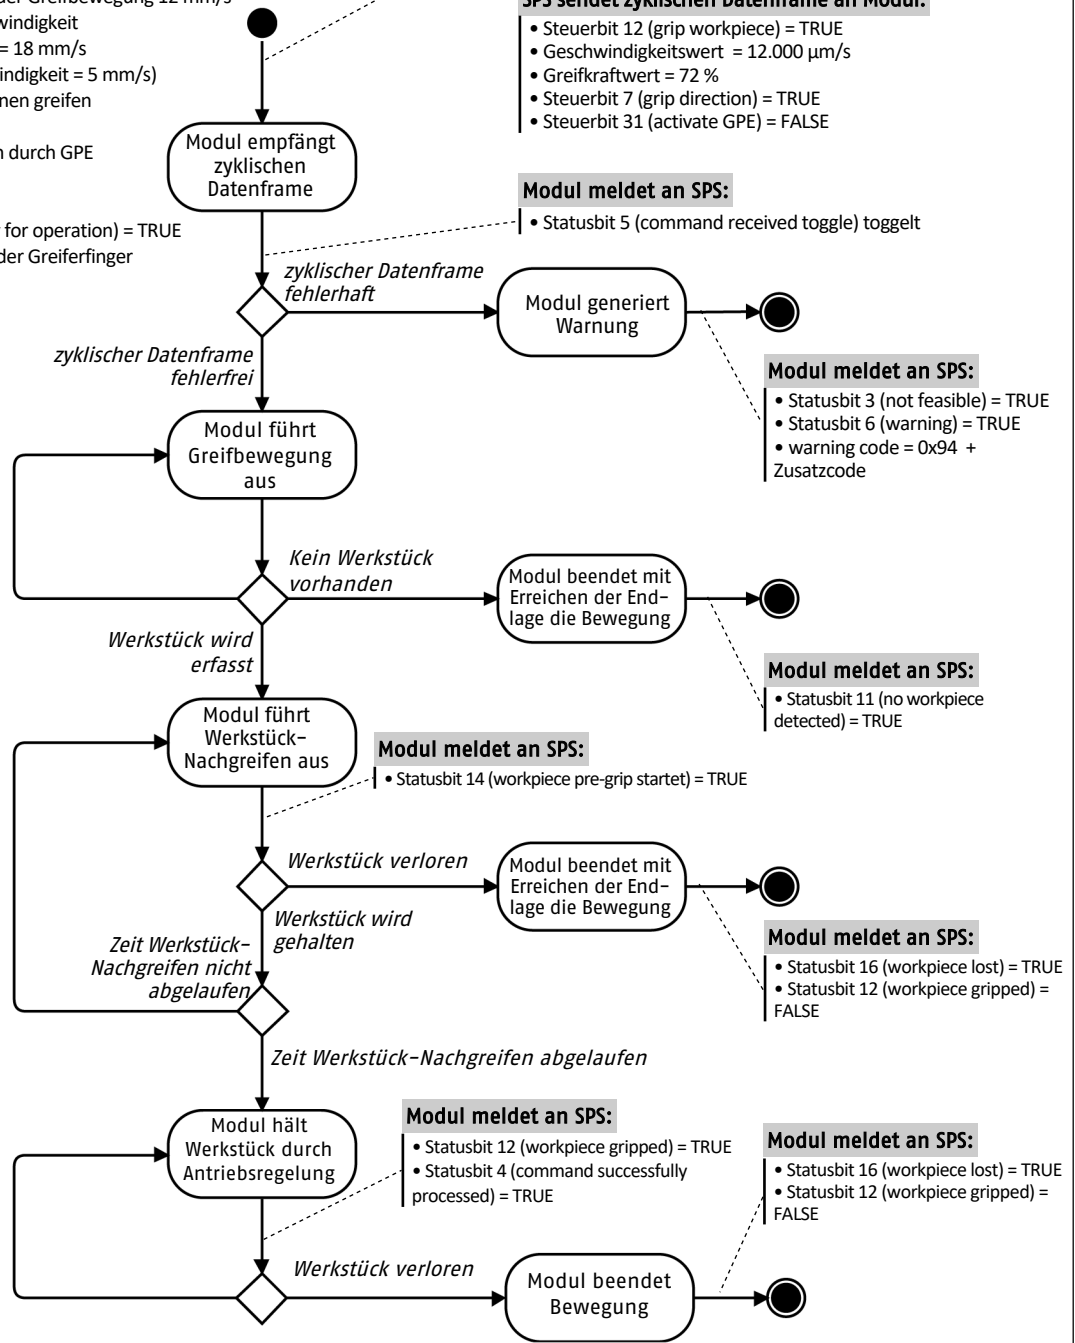 der Greifbewegung 12 mm/s
windigkeit
= 18 mm/s
indigkeit = 5 mm/s)
nen greifen
n durch GPE
for operation) = TRUE
der Greiferfinger
SPS sendet zyklischen Datenframe an Modul:
• Steuerbit 12 (grip workpiece) = TRUE
• Geschwindigkeitswert = 12.000 µm/s
• Greifkraftwert = 72 %
• Steuerbit 7 (grip direction) = TRUE
• Steuerbit 31 (activate GPE) = FALSE
Modul empfängt
zyklischen
Datenframe
Modul meldet an SPS:
• Statusbit 5 (command received toggle) toggelt
zyklischer Datenframe
fehlerhaft
Modul generiert
Warnung
zyklischer Datenframe
fehlerfrei
Modul meldet an SPS:
• Statusbit 3 (not feasible) = TRUE
• Statusbit 6 (warning) = TRUE
• warning code = 0x94 +
Zusatzcode
Modul führt
Greifbewegung
aus
Kein Werkstück
vorhanden
Modul beendet mit
Erreichen der End-
lage die Bewegung
Werkstück wird
erfasst
Modul meldet an SPS:
• Statusbit 11 (no workpiece
detected) = TRUE
Modul führt
Werkstück-
Nachgreifen aus
Modul meldet an SPS:
• Statusbit 14 (workpiece pre-grip startet) = TRUE
Werkstück verloren
Modul beendet mit
Erreichen der End-
lage die Bewegung
Werkstück wird
gehalten
Zeit Werkstück-
Nachgreifen nicht
abgelaufen
Modul meldet an SPS:
• Statusbit 16 (workpiece lost) = TRUE
• Statusbit 12 (workpiece gripped) =
FALSE
Zeit Werkstück-Nachgreifen abgelaufen
Modul hält
Werkstück durch
Antriebsregelung
Modul meldet an SPS:
• Statusbit 12 (workpiece gripped) = TRUE
• Statusbit 4 (command successfully
processed) = TRUE
Modul meldet an SPS:
• Statusbit 16 (workpiece lost) = TRUE
• Statusbit 12 (workpiece gripped) =
FALSE
Werkstück verloren
Modul beendet
Bewegung